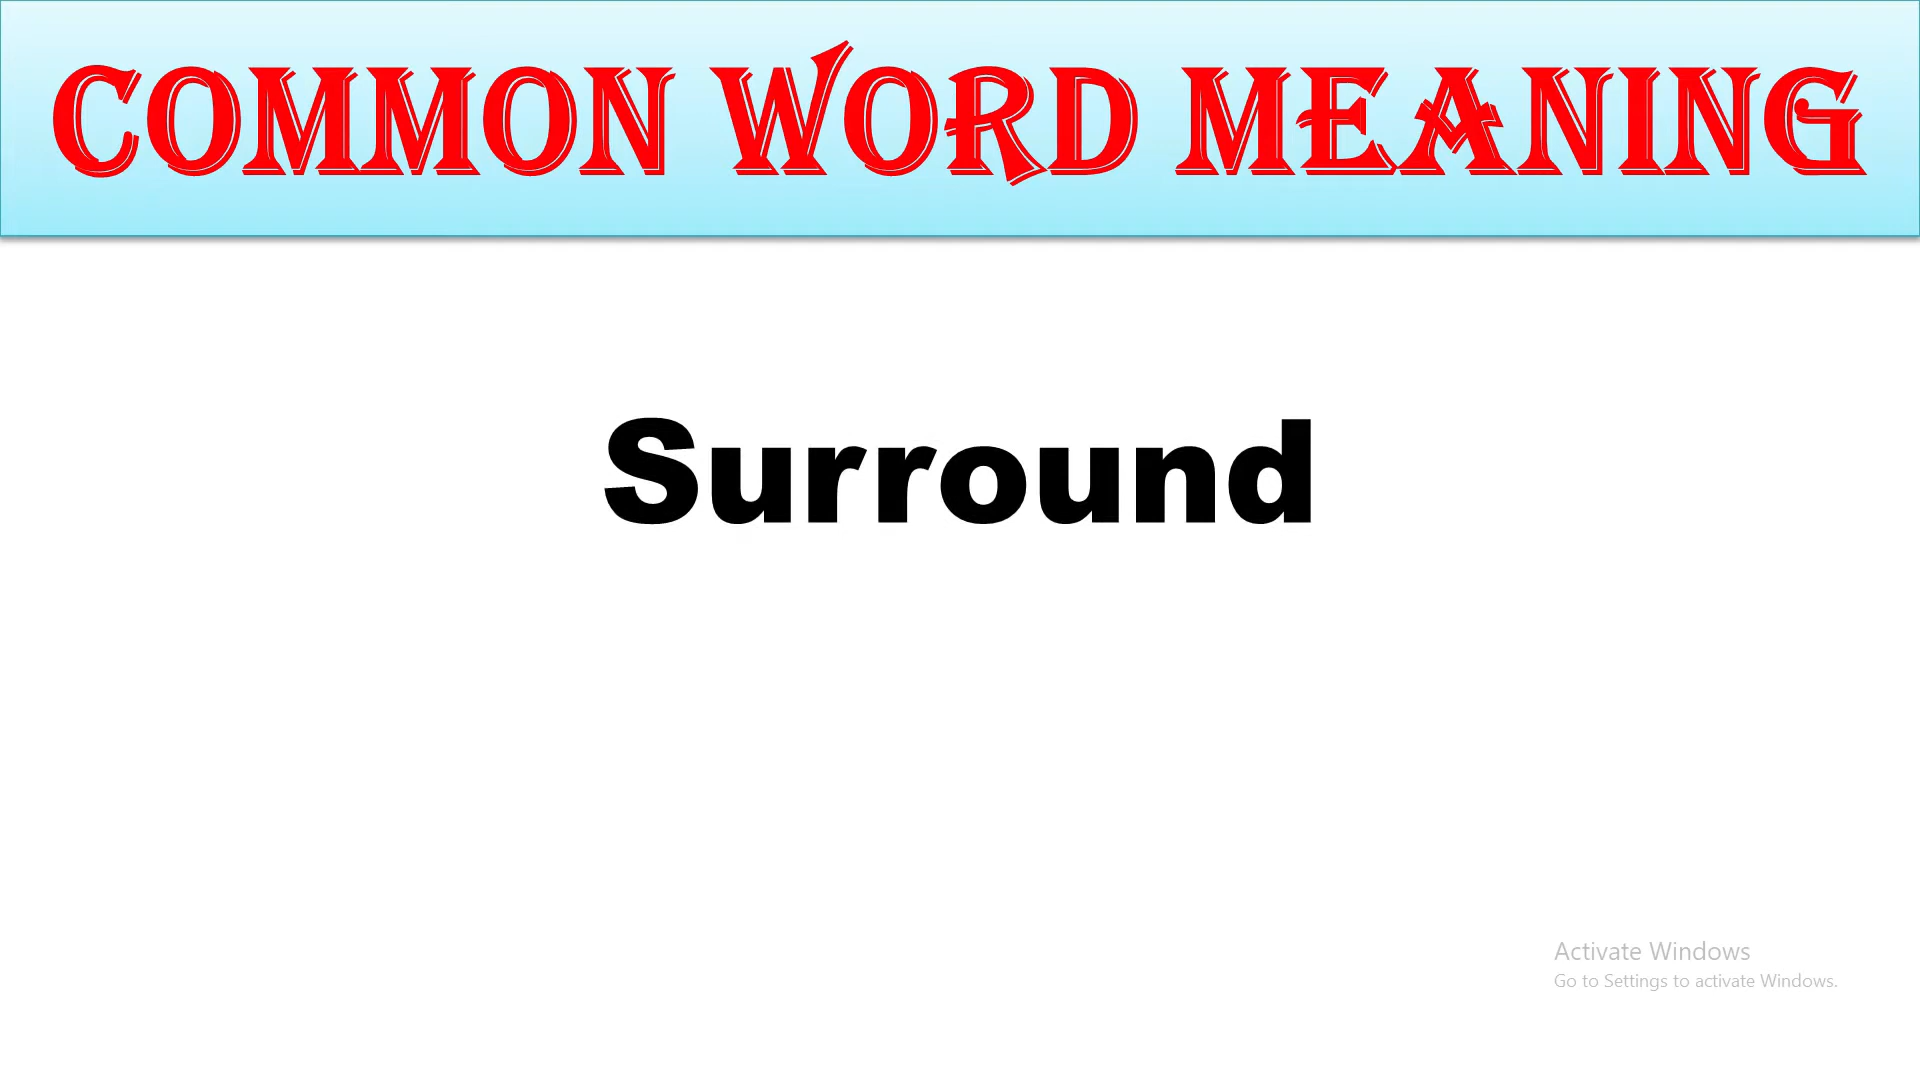 COMMON WORD MEANING
Surround
Activate Windows
Go to Settings to activate Windows.